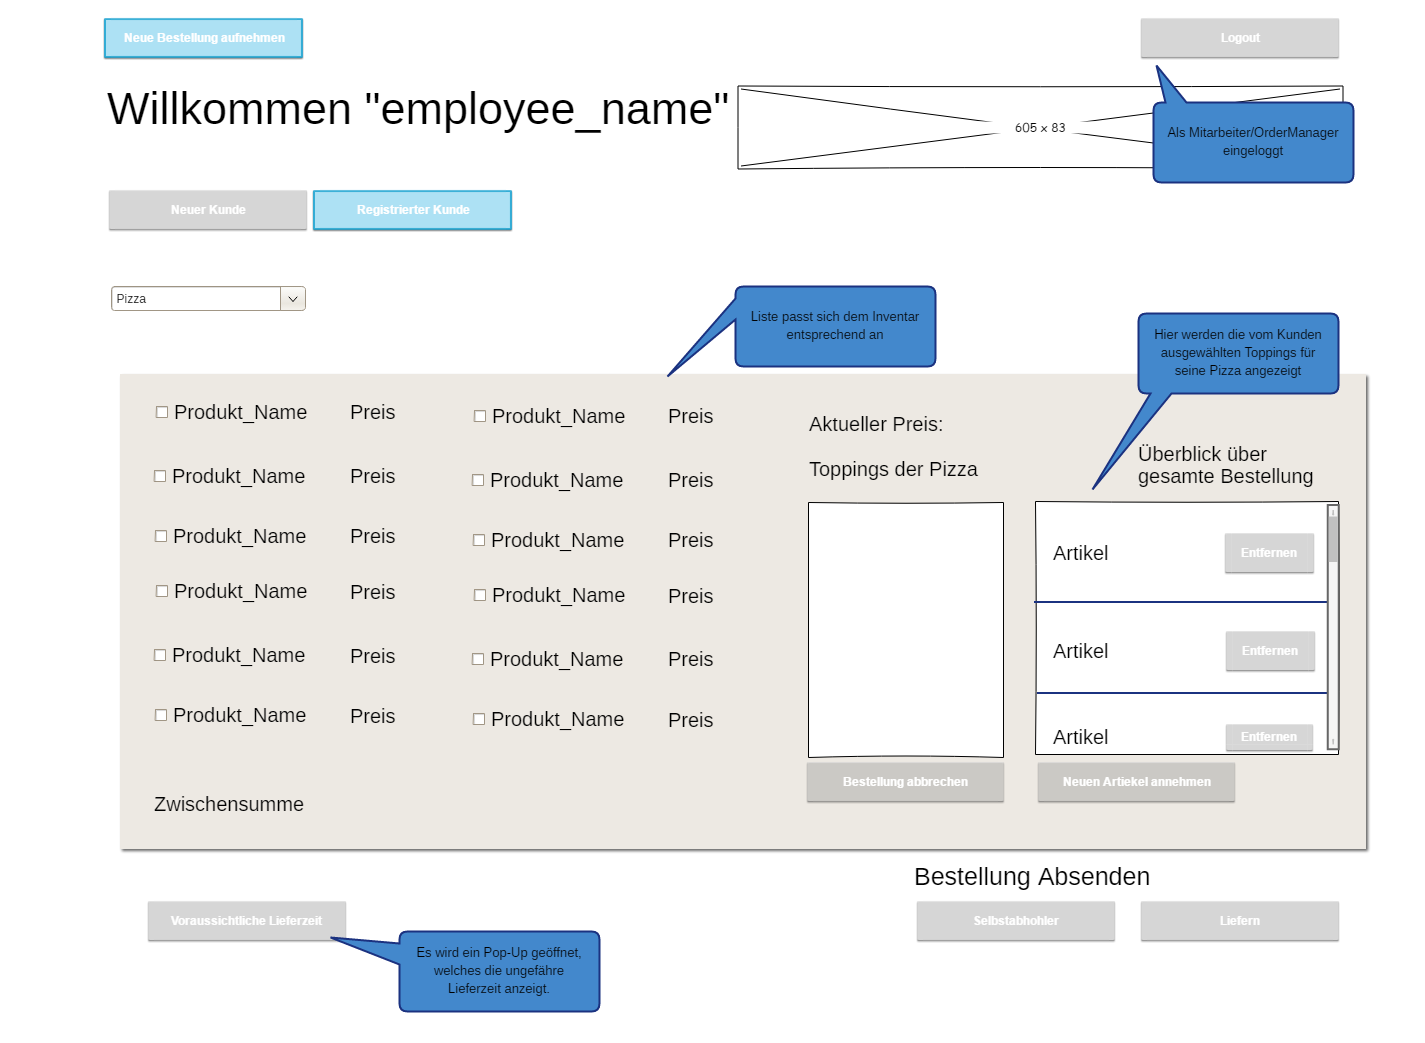 Neue Bestellung aufnehmen
Logout
Willkommen "employee_name"
605 x 83
Als Mitarbeiter/OrderManager
eingeloggt
Neuer Kunde
Registrierter Kunde
Pizza
Liste passt sich dem Inventar
entsprechend an
Hier werden die vom Kunden
ausgewählten Toppings für
seine Pizza angezeigt
Produkt_Name Preis Produkt_Name Preis
Produkt_Name Preis Produkt_Name Preis
Produkt_Name Preis Produkt_Name Preis
Produkt_Name Preis Produkt_Name Preis
Produkt_Name Preis Produkt_Name Preis
Produkt_Name Preis Produkt_Name Preis
Zwischensumme
Aktueller Preis:
Toppings der Pizza
Überblick über
gesamte Bestellung
Artikel Entfernen
Artikel Entfernen
Artikel Entfernen
Bestellung abbrechen
Neuen Artiekel annehmen
Bestellung Absenden
Voraussichtliche Lieferzeit
Selbstabhohler
Liefern
Es wird ein Pop-Up geöffnet,
welches die ungefähre
Lieferzeit anzeigt.